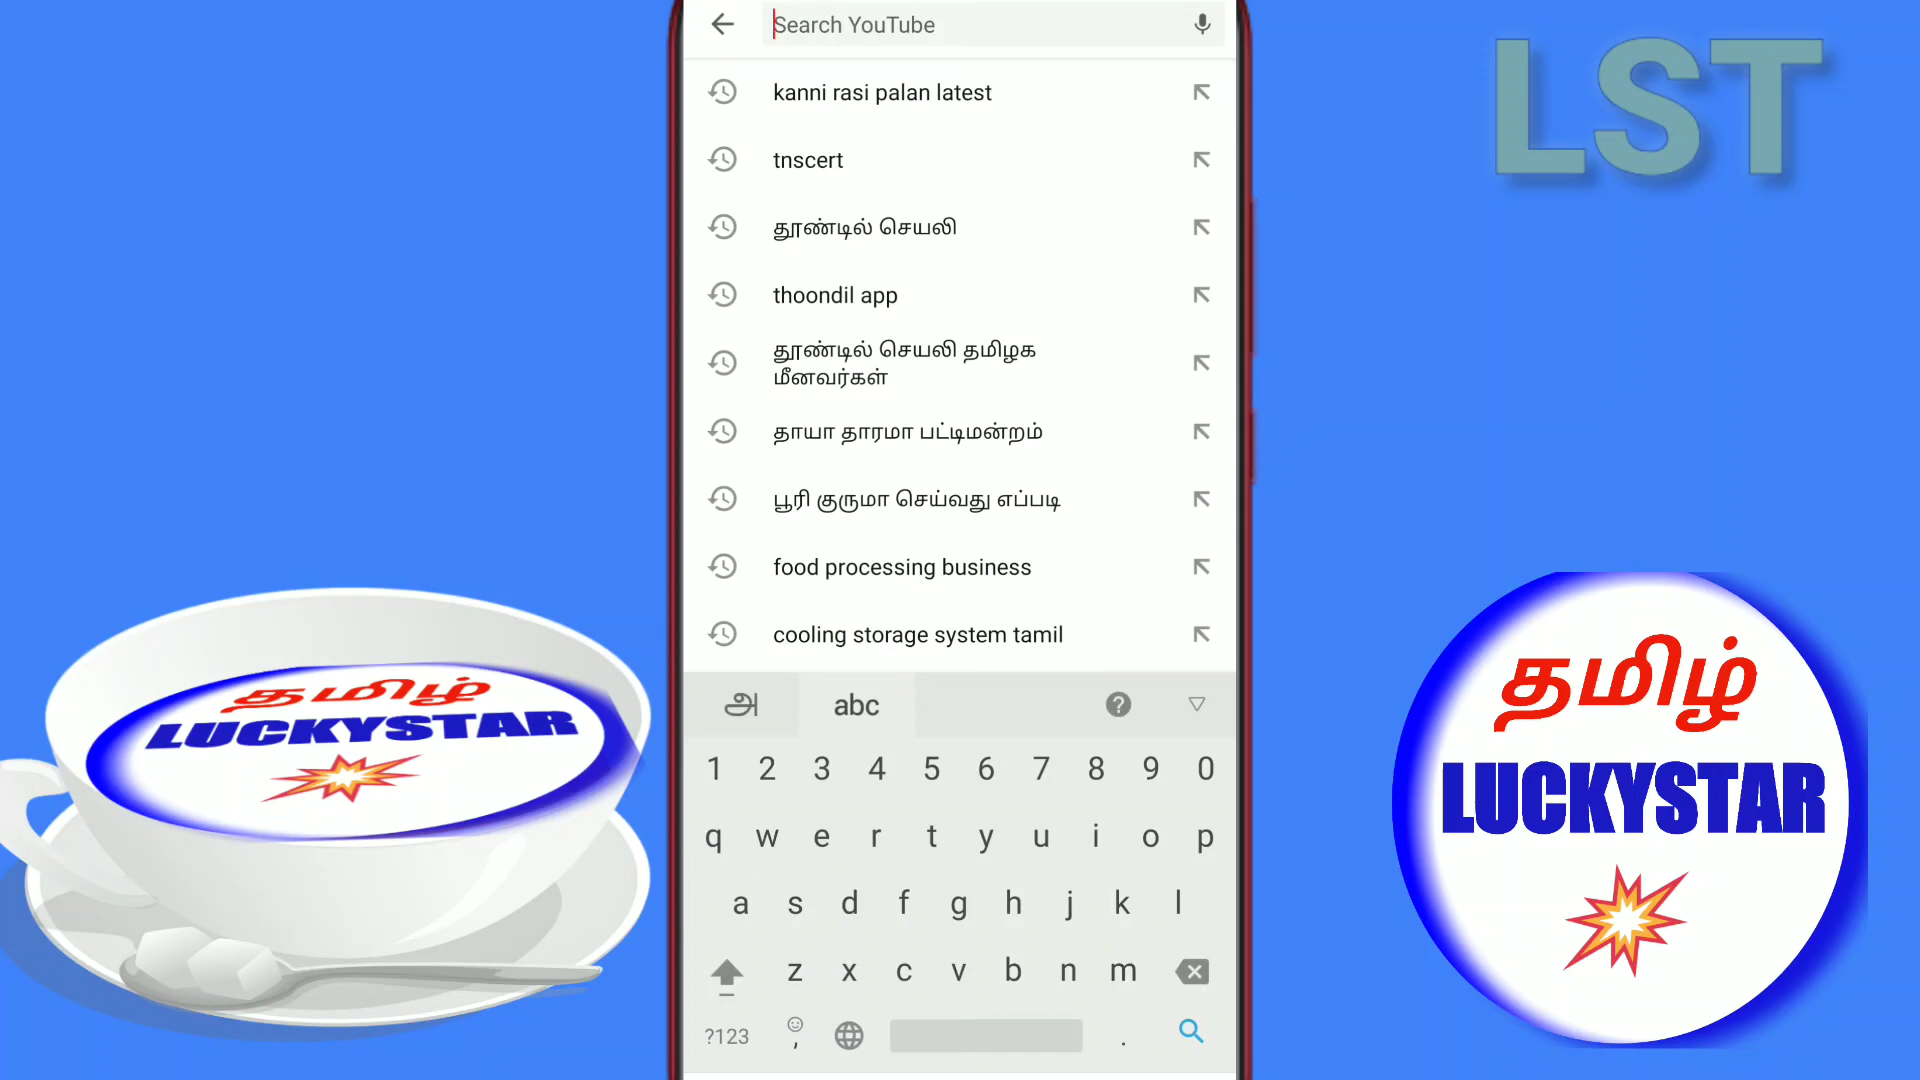 Search YouTube
LST
kanni rasi palan latest
tnscert
தூண்டில் செயலி
thoondil app
தூண்டில் செயலி தமிழக
மீனவர்கள்
தாயா தாரமா பட்டிமன்றம்
பூரி குருமா செய்வது எப்படி
food processing business
cooling storage system tamil
அ abc ?
1 2 3 4 5 6 7 8 9 0
q w e r t y u i o p
a s d f g h j k l
z x c v b n m
?123 , .
தமிழ்
LUCKYSTAR
தமிழ்
LUCKYSTAR